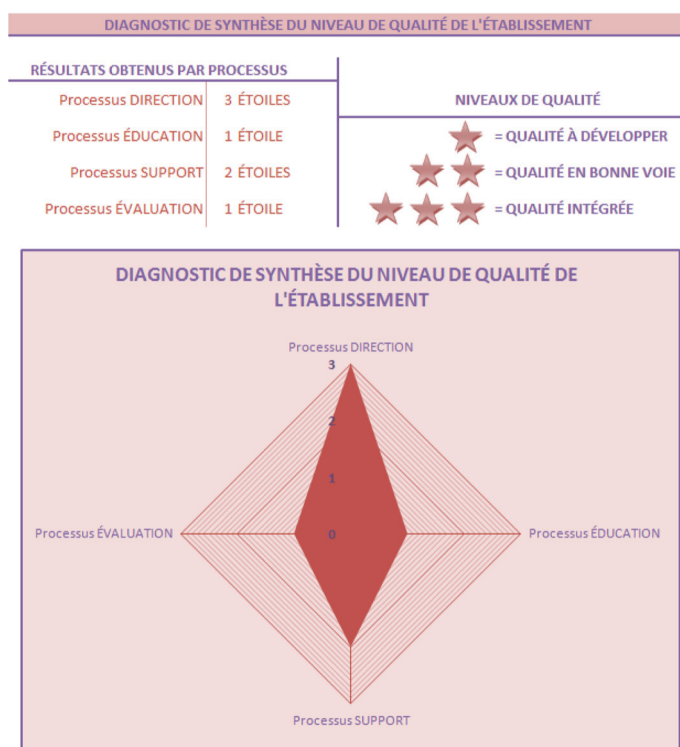 DIAGNOSTIC DE SYNTHÈSE DU NIVEAU DE QUALITÉ DE L'ÉTABLISSEMENT
RÉSULTATS OBTENUS PAR PROCESSUS
Processus DIRECTION 3 ÉTOILES
Processus ÉDUCATION 1 ÉTOILE
Processus SUPPORT 2 ÉTOILES
Processus ÉVALUATION 1 ÉTOILE
NIVEAUX DE QUALITÉ
= QUALITÉ À DÉVELOPPER
= QUALITÉ EN BONNE VOIE
= QUALITÉ INTÉGRÉE
DIAGNOSTIC DE SYNTHÈSE DU NIVEAU DE QUALITÉ DE
L'ÉTABLISSEMENT
Processus DIRECTION
3
2
1
0
Processus ÉVALUATION
Processus ÉDUCATION
Processus SUPPORT